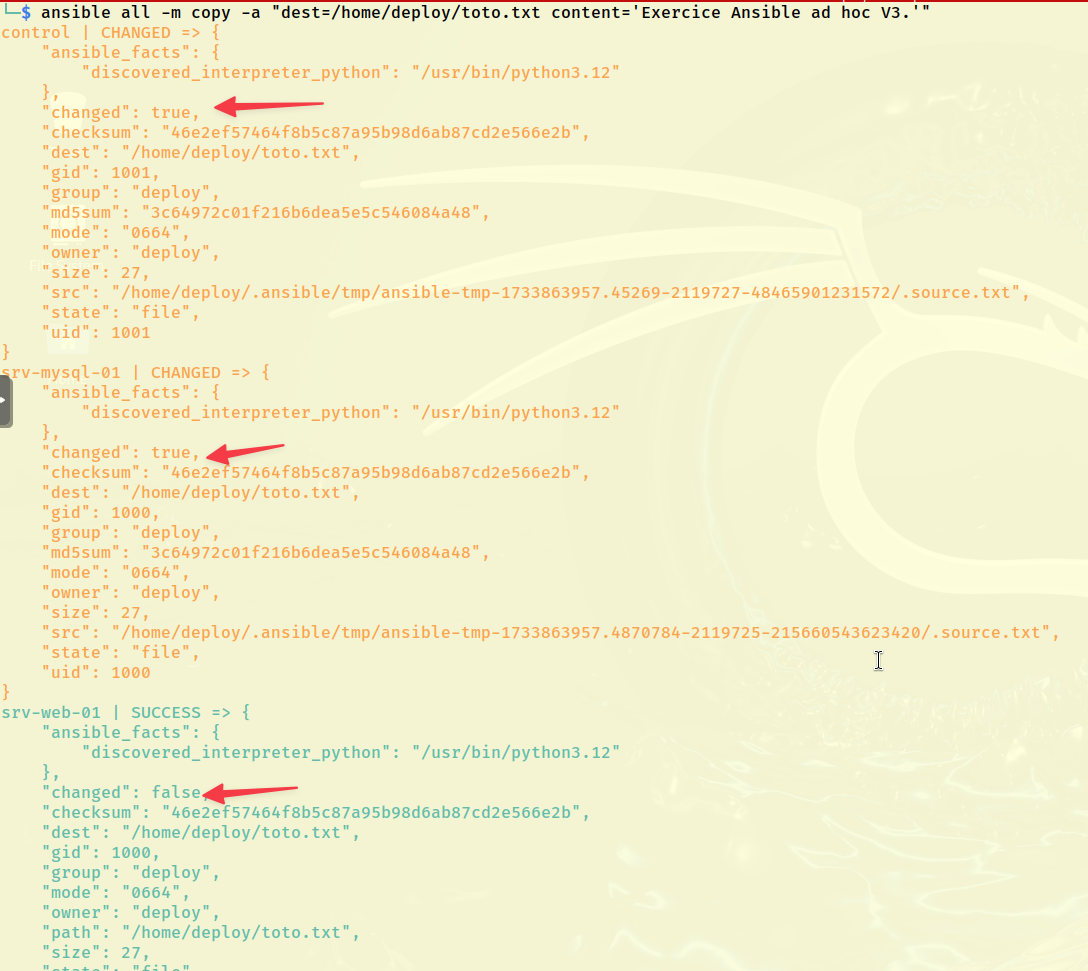 └─$ ansible all -m copy -a "dest=/home/deploy/toto.txt content='Exercice Ansible ad hoc V3.'"
control | CHANGED => {
    "ansible_facts": {
        "discovered_interpreter_python": "/usr/bin/python3.12"
    },
    "changed": true,
    "checksum": "46e2ef57464f8b5c87a95b98d6ab87cd2e566e2b",
    "dest": "/home/deploy/toto.txt",
    "gid": 1001,
    "group": "deploy",
    "md5sum": "3c64972c01f216b6dea5e5c546084a48",
    "mode": "0664",
    "owner": "deploy",
    "size": 27,
    "src": "/home/deploy/.ansible/tmp/ansible-tmp-1733863957.45269-2119727-48465901231572/.source.txt",
    "state": "file",
    "uid": 1001
}
srv-mysql-01 | CHANGED => {
    "ansible_facts": {
        "discovered_interpreter_python": "/usr/bin/python3.12"
    },
    "changed": true,
    "checksum": "46e2ef57464f8b5c87a95b98d6ab87cd2e566e2b",
    "dest": "/home/deploy/toto.txt",
    "gid": 1000,
    "group": "deploy",
    "md5sum": "3c64972c01f216b6dea5e5c546084a48",
    "mode": "0664",
    "owner": "deploy",
    "size": 27,
    "src": "/home/deploy/.ansible/tmp/ansible-tmp-1733863957.4870784-2119725-215660543623420/.source.txt",
    "state": "file",
    "uid": 1000
}
srv-web-01 | SUCCESS => {
    "ansible_facts": {
        "discovered_interpreter_python": "/usr/bin/python3.12"
    },
    "changed": false,
    "checksum": "46e2ef57464f8b5c87a95b98d6ab87cd2e566e2b",
    "dest": "/home/deploy/toto.txt",
    "gid": 1000,
    "group": "deploy",
    "mode": "0664",
    "owner": "deploy",
    "path": "/home/deploy/toto.txt",
    "size": 27,
    "state": "file"